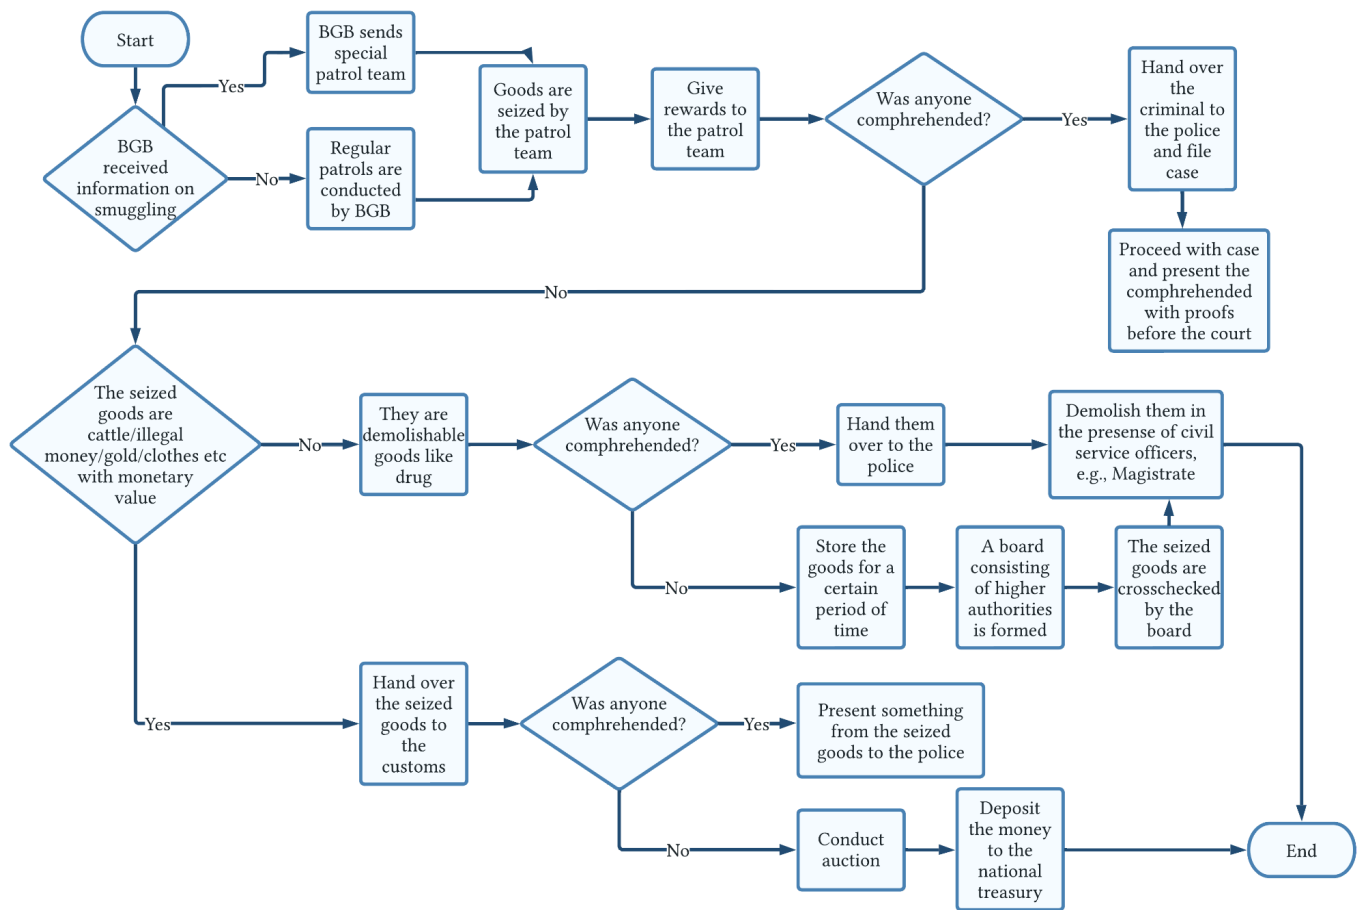 Start
BGB
received
information on
smuggling
Yes
No
BGB sends
special
patrol team
Regular
patrols are
conducted
by BGB
Goods are
seized by
the patrol
team
Give
rewards to
the patrol
team
Was anyone
comphrehended?
Yes
Hand over
the
criminal to
the police
and file
case
Proceed with case
and present the
comphrehended
with proofs
before the court
No
The seized
goods are
cattle/illegal
money/gold/clothes etc
with monetary
value
No
They are
demolishable
goods like
drug
Was anyone
comphrehended?
Yes
Hand them
over to the
police
Demolish them in
the presense of civil
service officers,
e.g., Magistrate
No
Store the
goods for a
certain
period of
time
A board
consisting
of higher
authorities
is formed
The seized
goods are
crosschecked
by the
board
Yes
Hand over
the seized
goods to
the
customs
Was anyone
comphrehended?
Yes
Present something
from the seized
goods to the police
No
Conduct
auction
Deposit
the money
to the
national
treasury
End